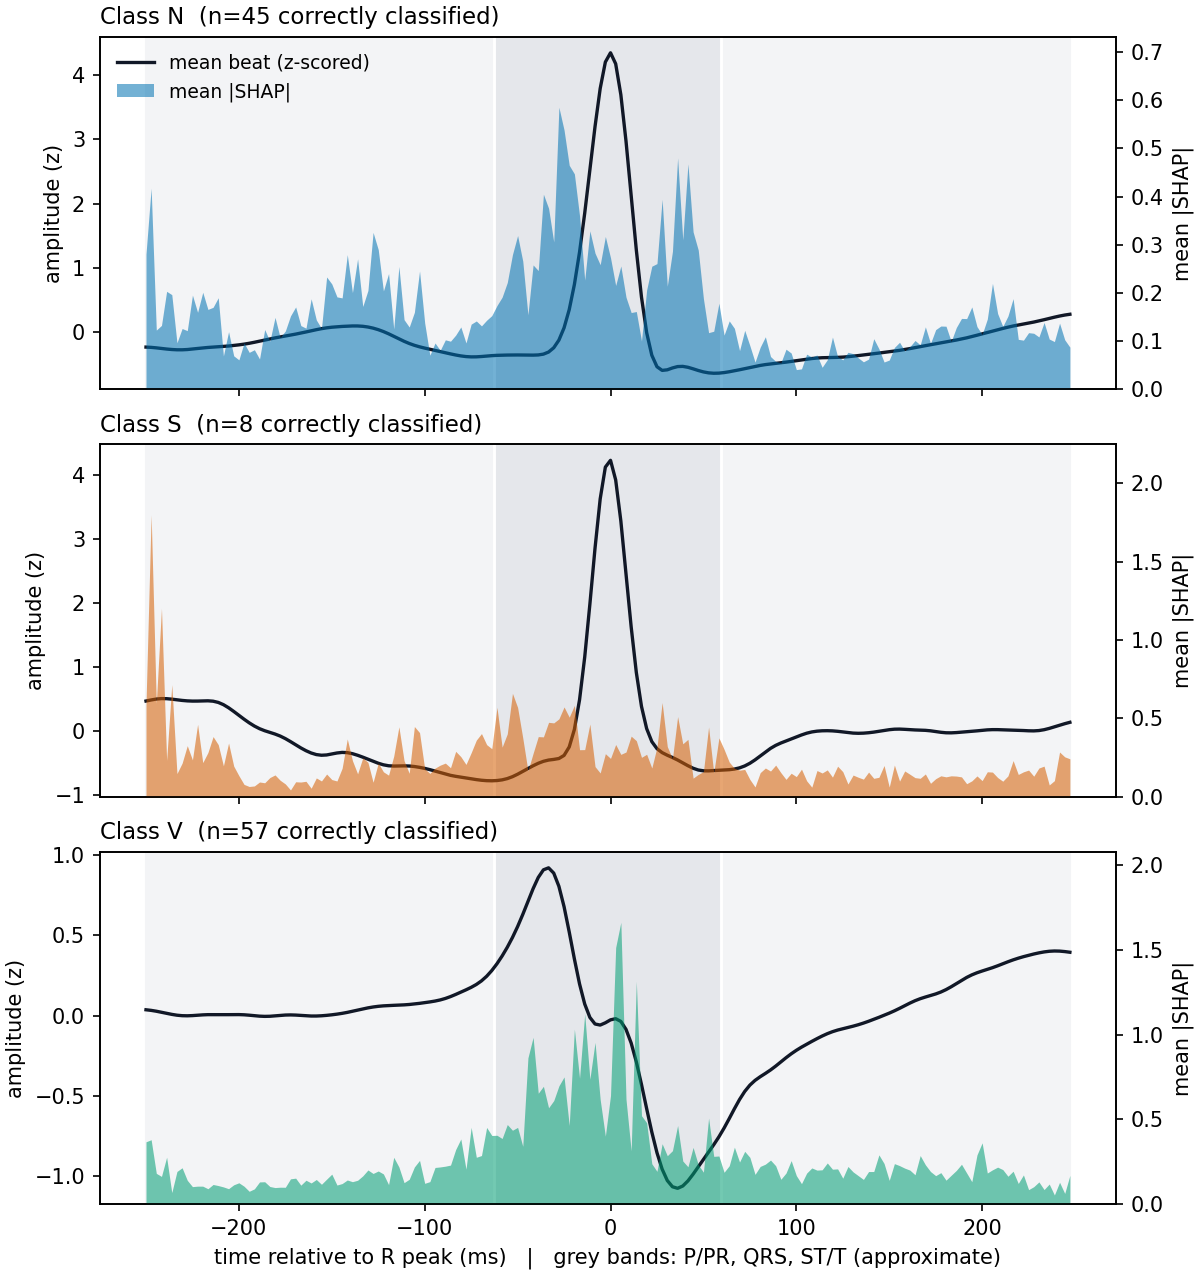 Class N  (n=45 correctly classified)
mean beat (z-scored)
mean |SHAP|
amplitude (z)
4
3
2
1
0
0.7
0.6
0.5
0.4
0.3
0.2
0.1
0.0
mean |SHAP|
Class S  (n=8 correctly classified)
amplitude (z)
4
3
2
1
0
−1
2.0
1.5
1.0
0.5
0.0
mean |SHAP|
Class V  (n=57 correctly classified)
amplitude (z)
1.0
0.5
0.0
−0.5
−1.0
2.0
1.5
1.0
0.5
0.0
mean |SHAP|
−200 −100 0 100 200
time relative to R peak (ms)   |   grey bands: P/PR, QRS, ST/T (approximate)